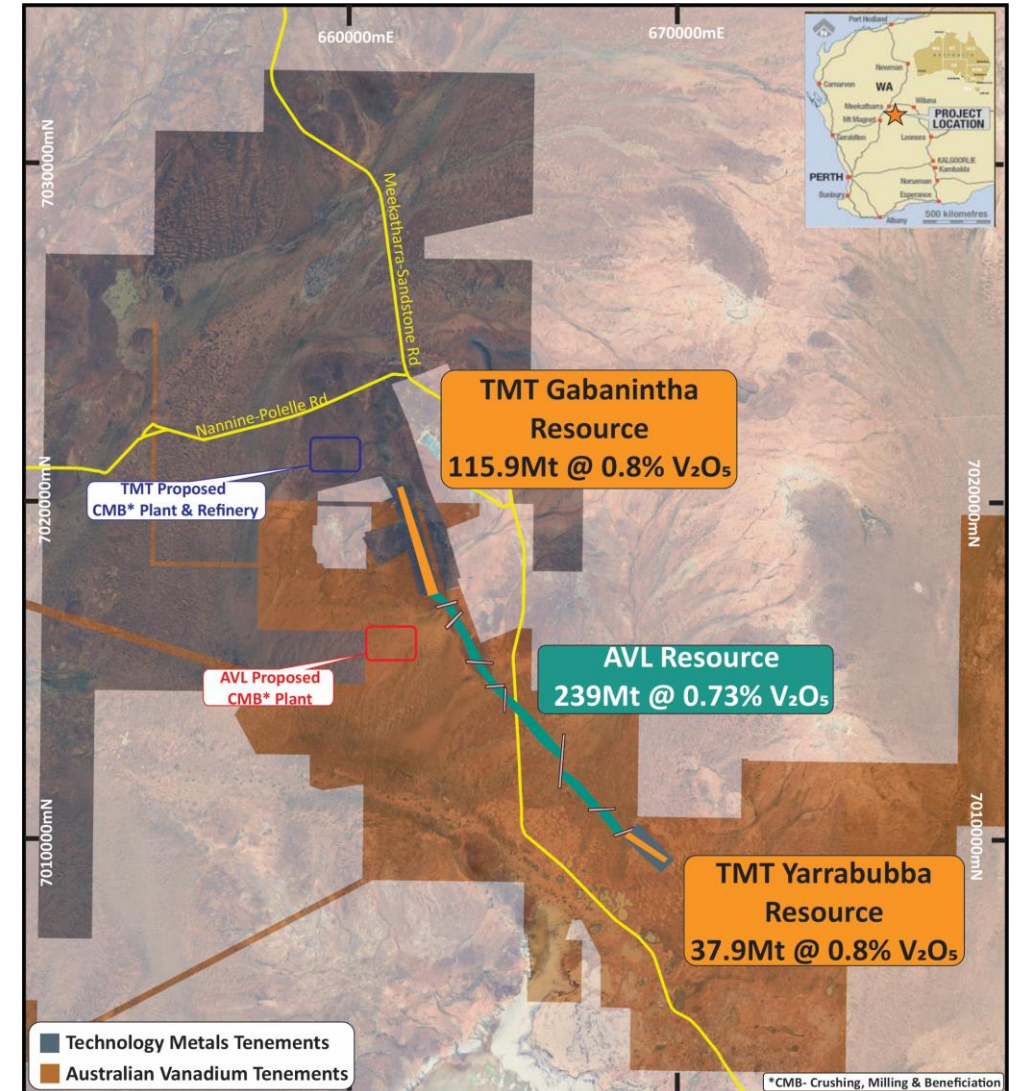 660000mE
670000mE
7030000mN
7020000mN
7010000mN
7020000mN
7010000mN
Port Hedland
Newman
Carnarvon
WA
Meekatharra
Wiluna
Mt Magnet
PROJECT
LOCATION
Geraldton
Leonora
KALGOORLIE
Kambalda
PERTH
Norseman
Bunbury
Esperance
Albany
500 kilometres
N
Meekatharra-Sandstone Rd
Nannine-Polelle Rd
TMT Gabanintha
Resource
115.9Mt @ 0.8% V₂O₅
TMT Proposed
CMB* Plant & Refinery
AVL Resource
239Mt @ 0.73% V₂O₅
AVL Proposed
CMB* Plant
TMT Yarrabubba
Resource
37.9Mt @ 0.8% V₂O₅
Technology Metals Tenements
Australian Vanadium Tenements
*CMB- Crushing, Milling & Beneficiation